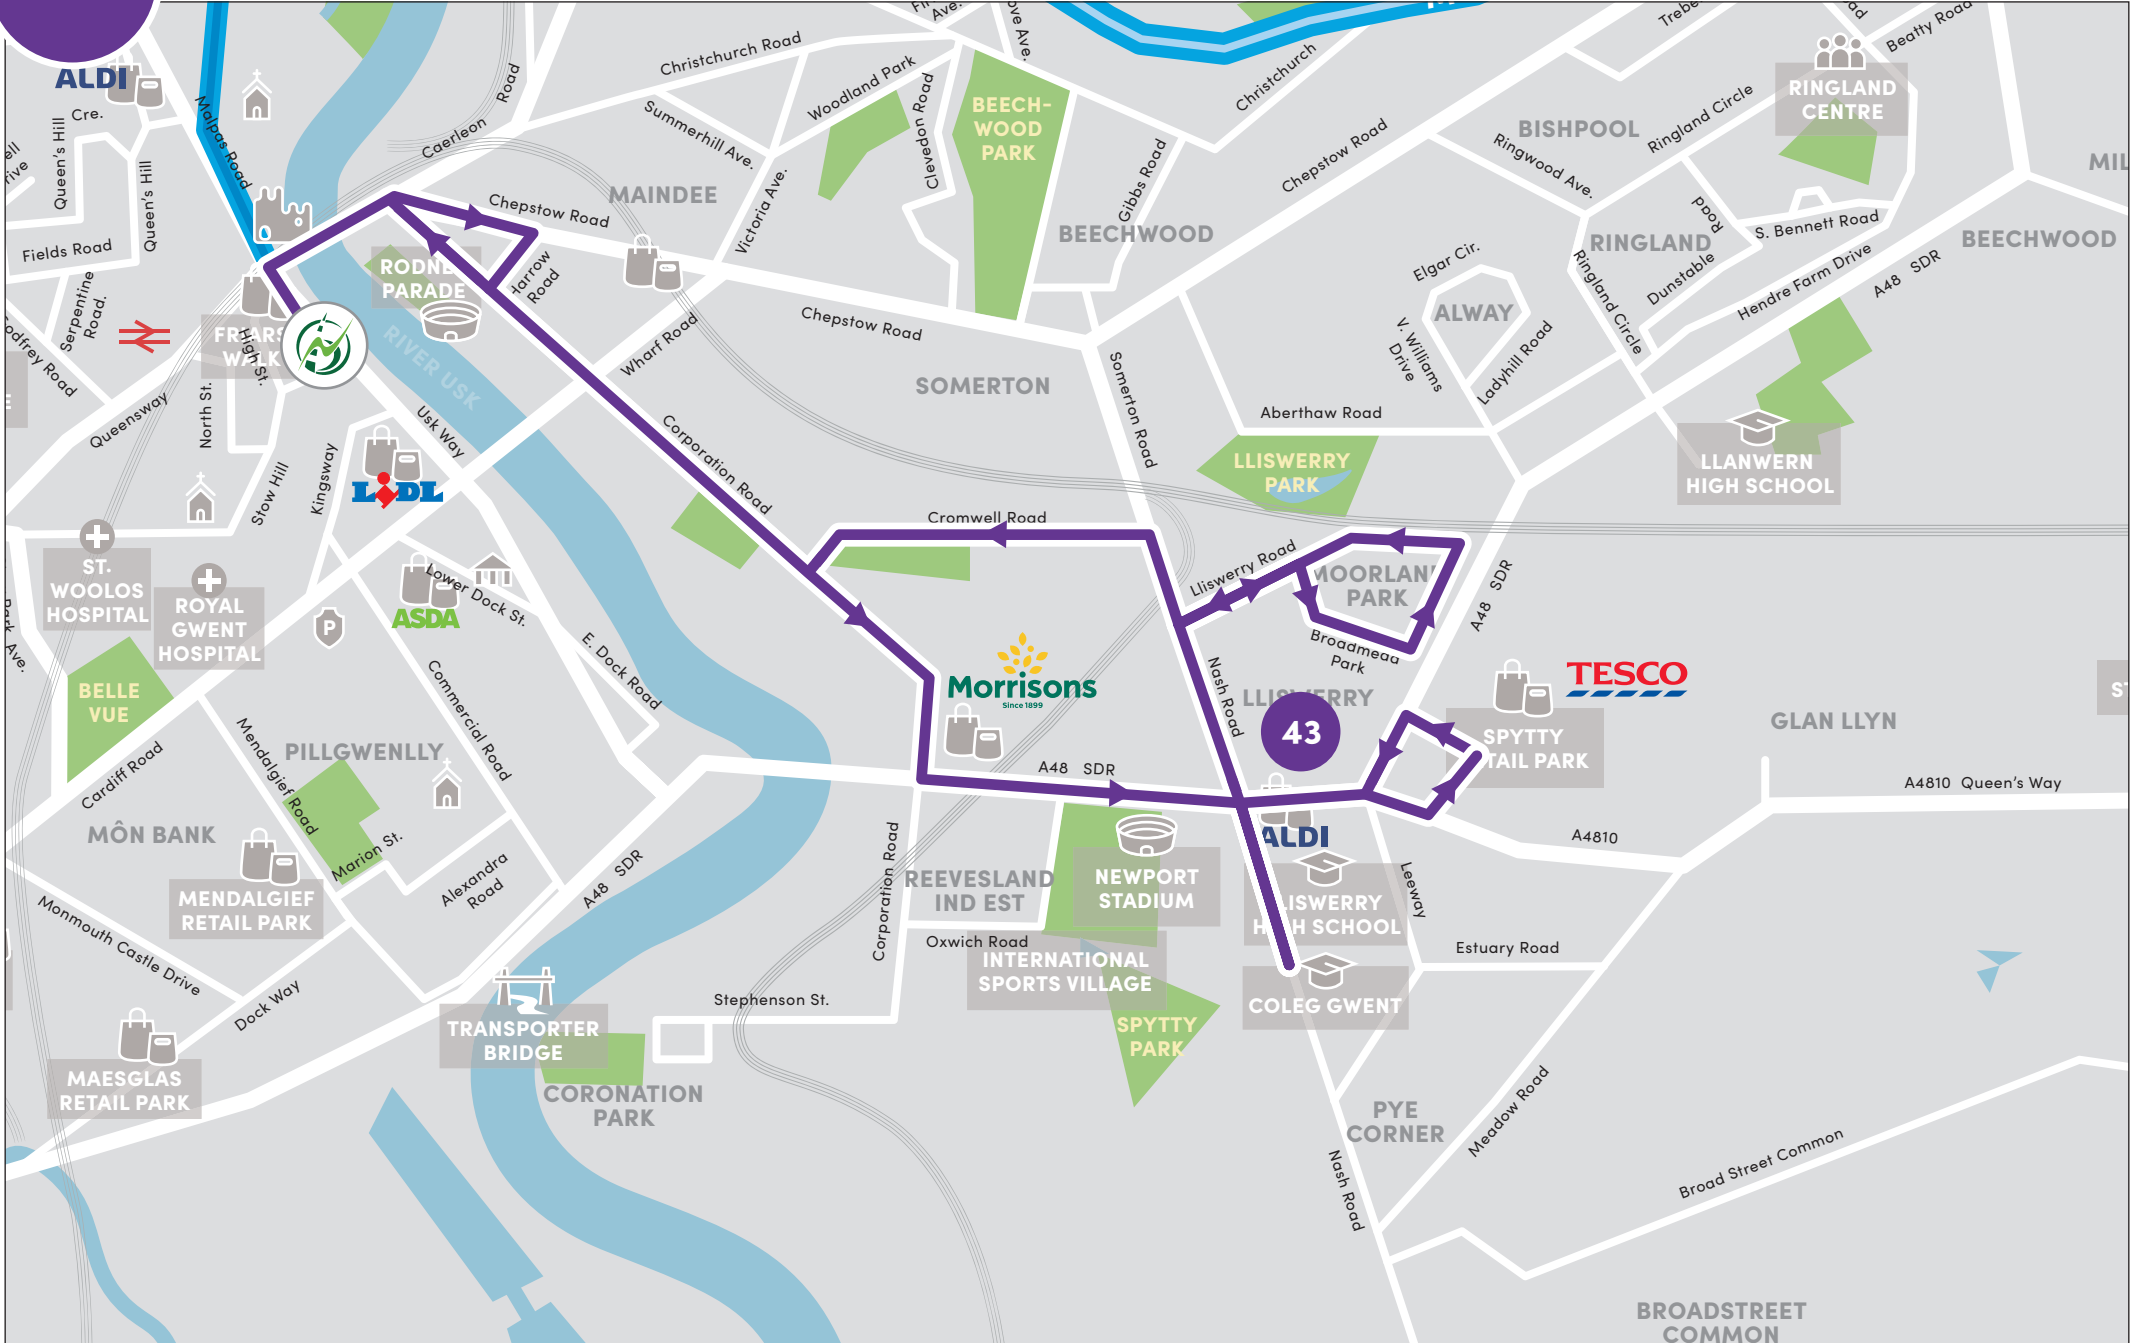 ALDI
Cre.
Queen's Hill
Queen's Hill
Malpas Road
Fields Road
Serpentine
Road.
Queensway
North St.
High St.
FRIARS
WALK
Stow Hill
Kingsway
Usk Way
RIVER USK
RODNEY
PARADE
Caerleon
Road
Christchurch Road
Summerhill Ave.
Woodland Park
Clevedon Road
Victoria Ave.
MAINDEE
Chepstow Road
Harrow
Road
Wharf Road
Chepstow Road
BEECH-
WOOD
PARK
Ave.
Christchurch
Gibbs Road
BEECHWOOD
Chepstow Road
SOMERTON
Somerton Road
BISHPOOL
Ringwood Ave.
Ringland Circle
Beatty Road
RINGLAND
CENTRE
RINGLAND
Ringland Circle
Road
Dunstable
S. Bennett Road
Hendre Farm Drive
A48 SDR
BEECHWOOD
Elgar Cir.
ALWAY
V. Williams
Drive
Ladyhill Road
Aberthaw Road
LLISWERRY
PARK
LLANWERN
HIGH SCHOOL
LIDL
ST.
WOOLOS
HOSPITAL
ROYAL
GWENT
HOSPITAL
Park Ave.
P
ASDA
Lower Dock St.
E. Dock Road
Commercial Road
BELLE
VUE
Cardiff Road
Mendalgief Road
PILLGWENLLY
MÔN BANK
Marion St.
Alexandra
Road
MENDALGIEF
RETAIL PARK
Monmouth Castle Drive
Dock Way
MAESGLAS
RETAIL PARK
A48 SDR
TRANSPORTER
BRIDGE
CORONATION
PARK
Stephenson St.
Corporation Road
Corporation Road
Cromwell Road
Morrisons
Since 1899
A48 SDR
REEVESLAND
IND EST
Oxwich Road
NEWPORT
STADIUM
INTERNATIONAL
SPORTS VILLAGE
SPYTTY
PARK
Lliswerry Road
MOORLAND
PARK
Broadmead
Park
A48 SDR
Nash Road
LLISWERRY
43
TESCO
SPYTTY
RETAIL PARK
GLAN LLYN
A4810 Queen's Way
A4810
ALDI
LLISWERRY
HIGH SCHOOL
COLEG GWENT
Leeway
Estuary Road
PYE
CORNER
Meadow Road
Nash Road
Broad Street Common
BROADSTREET
COMMON